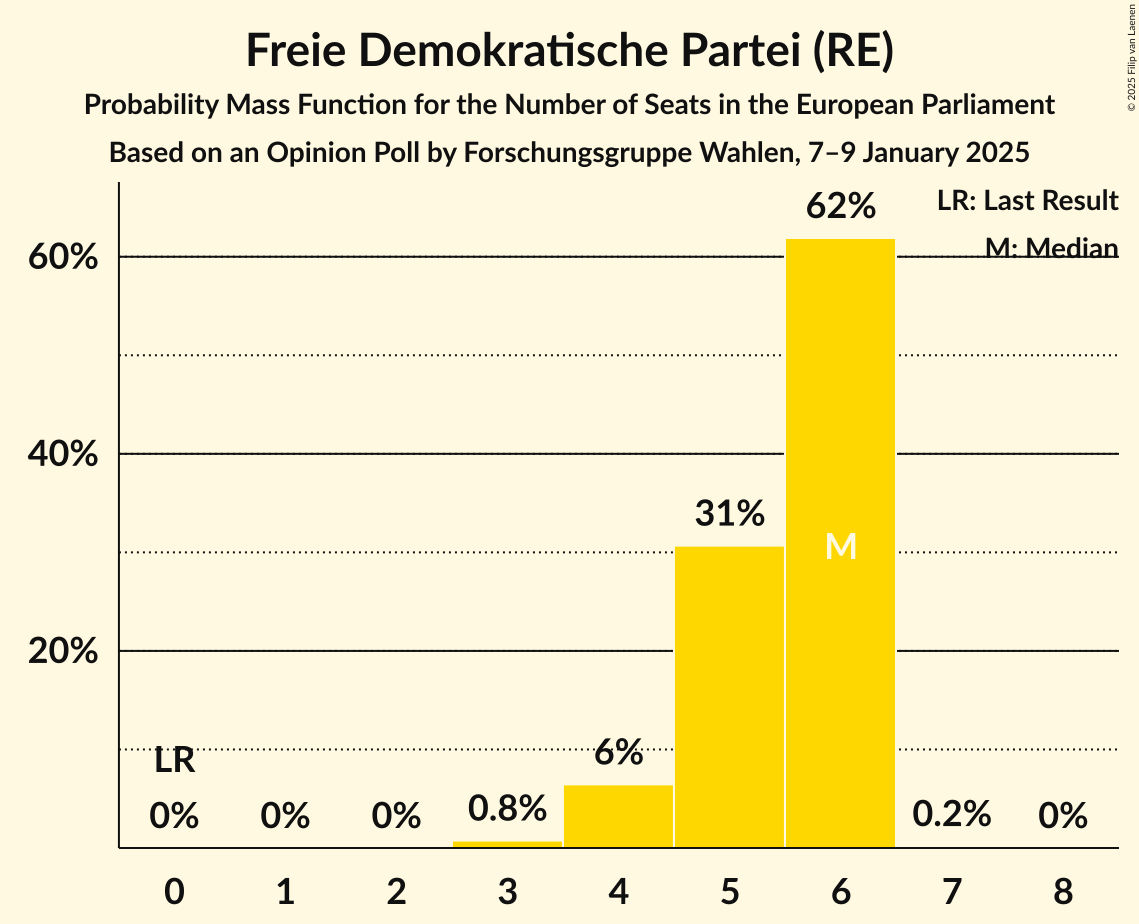 Freie Demokratische Partei (RE)
Probability Mass Function for the Number of Seats in the European Parliament
Based on an Opinion Poll by Forschungsgruppe Wahlen, 7–9 January 2025
© 2025 Filip van Laenen
LR: Last Result
M: Median
62%
60%
40%
31%
M
20%
LR
6%
0%
0%
0%
0.8%
0.2%
0%
0 1 2 3 4 5 6 7 8